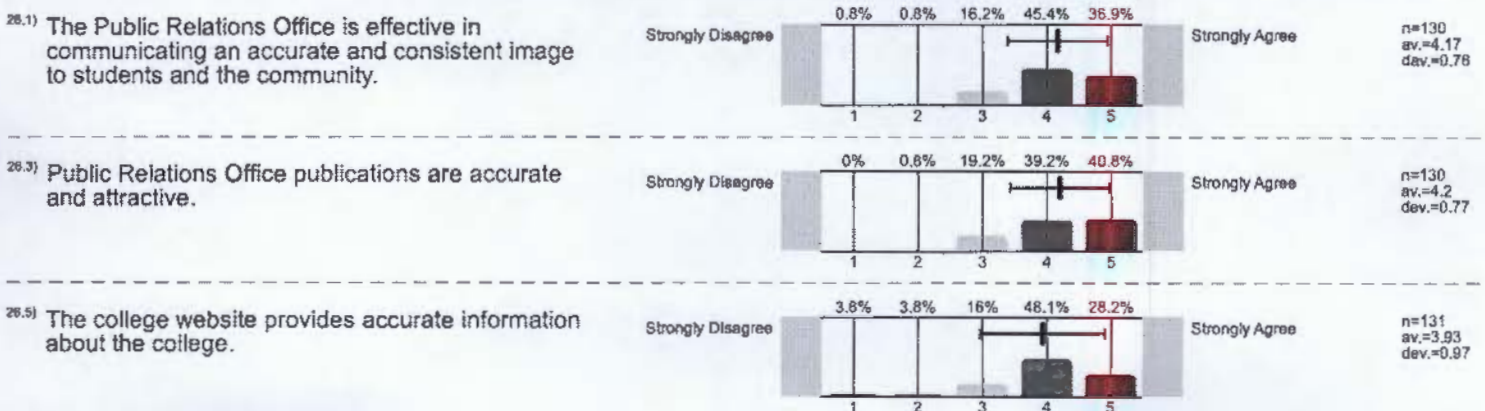 26.1) The Public Relations Office is effective in
communicating an accurate and consistent image
to students and the community.
Strongly Disagree
0.8% 0.8% 16.2% 45.4% 36.9%
1 2 3 4 5
Strongly Agree
n=130
av.=4.17
dev.=0.76
26.3) Public Relations Office publications are accurate
and attractive.
Strongly Disagree
0% 0.8% 19.2% 39.2% 40.8%
1 2 3 4 5
Strongly Agree
n=130
av.=4.2
dev.=0.77
26.5) The college website provides accurate information
about the college.
Strongly Disagree
3.8% 3.8% 16% 48.1% 28.2%
1 2 3 4 5
Strongly Agree
n=131
av.=3.93
dev.=0.97